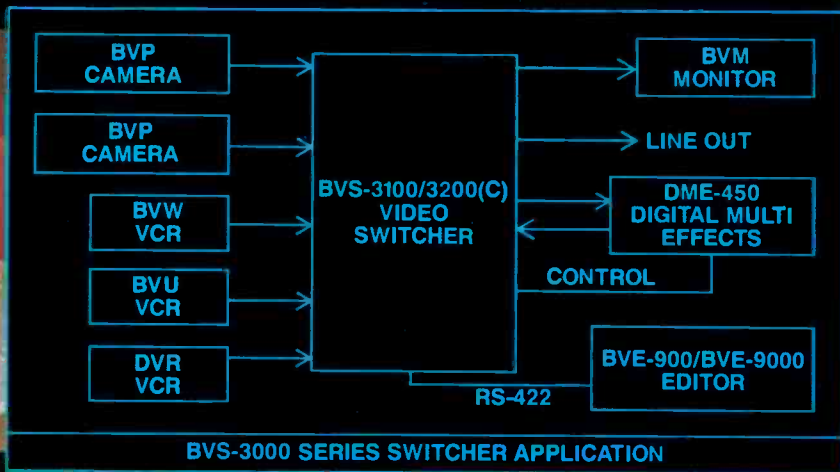 BVP
CAMERA
BVP
CAMERA
BVW
VCR
BVU
VCR
DVR
VCR
BVS-3100/3200(C)
VIDEO
SWITCHER
BVM
MONITOR
LINE OUT
DME-450
DIGITAL MULTI
EFFECTS
CONTROL
BVE-900/BVE-9000
EDITOR
RS-422
BVS-3000 SERIES SWITCHER APPLICATION